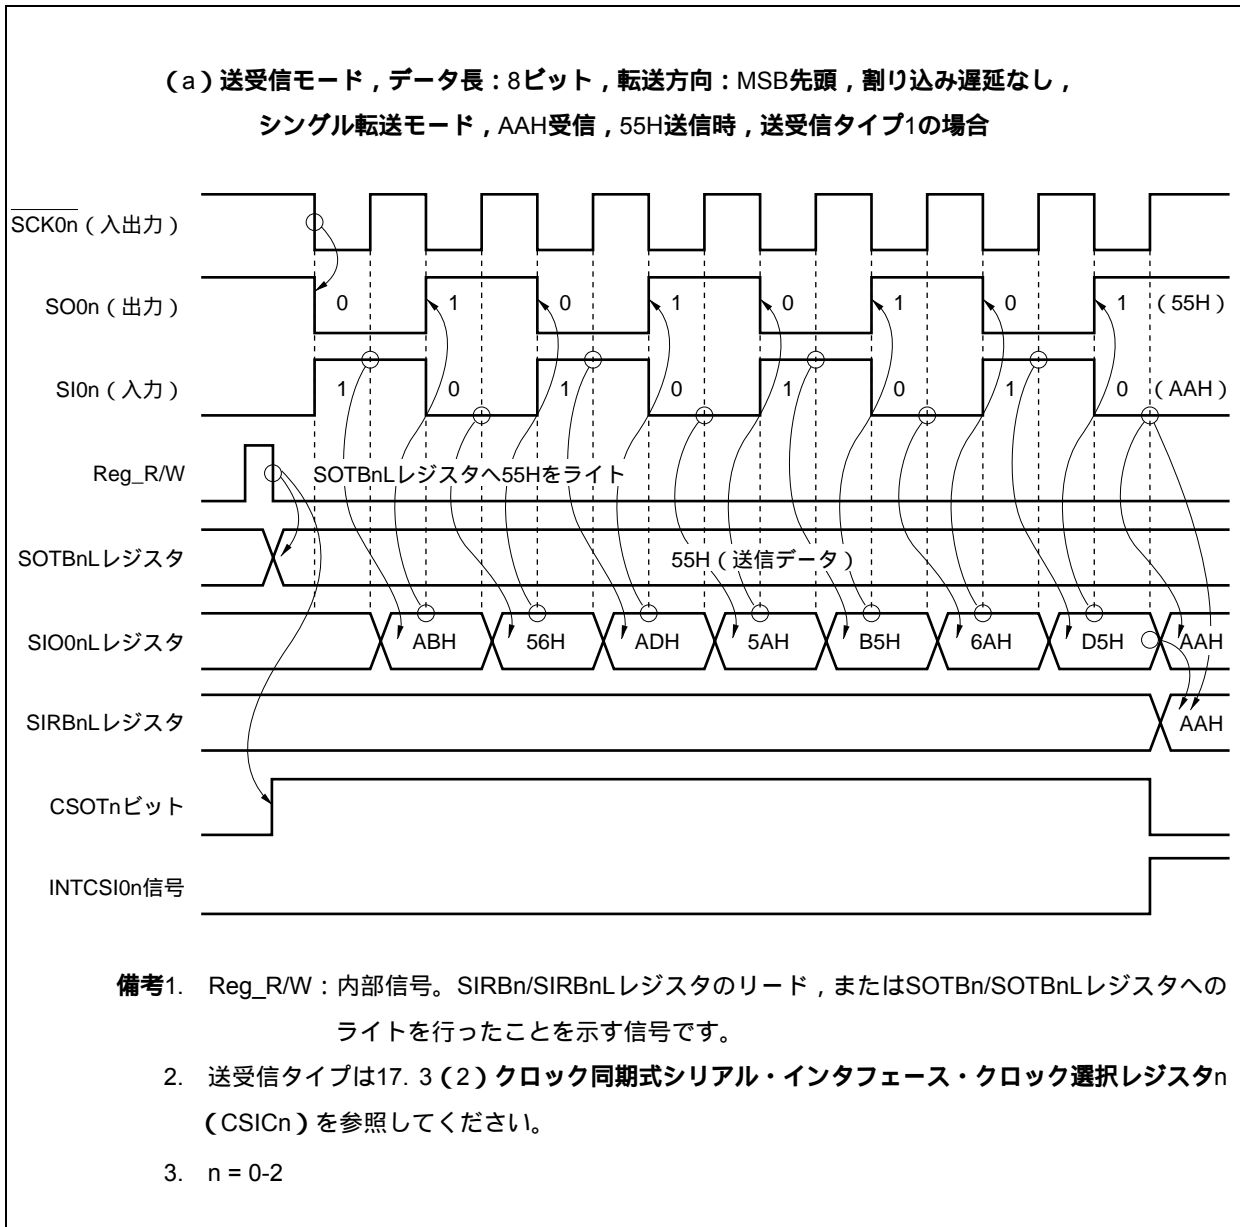 （a）送受信モード，データ長：8ビット，転送方向：MSB先頭，割り込み遅延なし，
シングル転送モード，AAH受信，55H送信時，送受信タイプ1の場合
SCK0n（入出力）
SO0n（出力） 0 1 0 1 0 1 0 1 （55H）
SI0n（入力） 1 0 1 0 1 0 1 0 （AAH）
Reg_R/W SOTBnLレジスタへ55Hをライト
SOTBnLレジスタ 55H（送信データ）
SIO0nLレジスタ ABH 56H ADH 5AH B5H 6AH D5H AAH
SIRBnLレジスタ AAH
CSOTnビット
INTCSI0n信号
備考1. Reg_R/W：内部信号。SIRBn/SIRBnLレジスタのリード，またはSOTBn/SOTBnLレジスタへの
ライトを行ったことを示す信号です。
2. 送受信タイプは17. 3（2）クロック同期式シリアル・インタフェース・クロック選択レジスタn
（CSICn）を参照してください。
3. n = 0-2